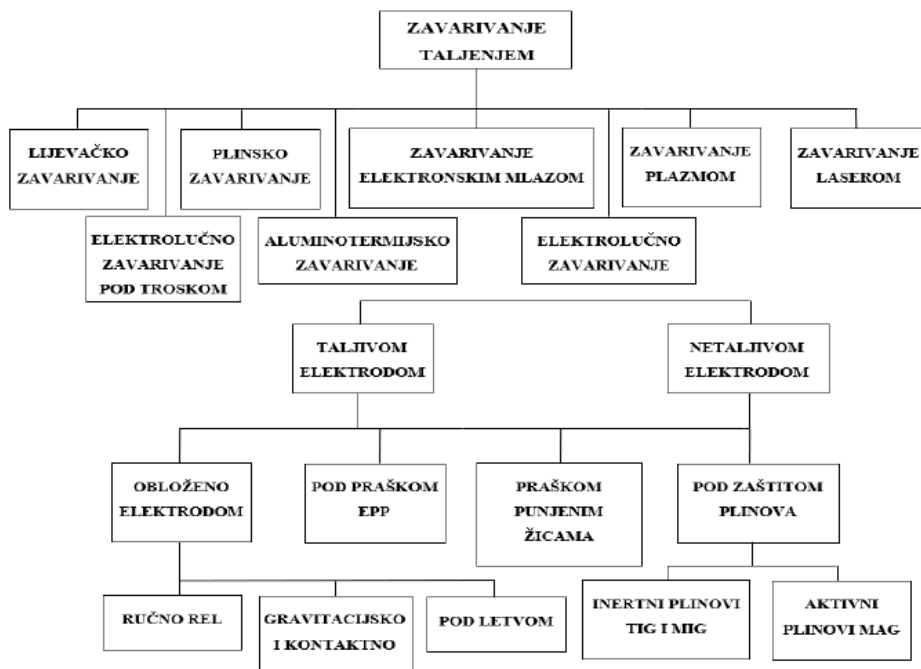 ZAVARIVANJE
TALJENJEM
LIJEVAČKO
ZAVARIVANJE
PLINSKO
ZAVARIVANJE
ZAVARIVANJE
ELEKTRONSKIM MLAZOM
ZAVARIVANJE
PLAZMOM
ZAVARIVANJE
LASEROM
ELEKTROLUČNO
ZAVARIVANJE
POD TROSKOM
ALUMINOTERMIJSKO
ZAVARIVANJE
ELEKTROLUČNO
ZAVARIVANJE
TALJIVOM
ELEKTRODOM
NETALJIVOM
ELEKTRODOM
OBLOŽENO
ELEKTRODOM
POD PRAŠKOM
EPP
PRAŠKOM
PUNJENIM
ŽICAMA
POD ZAŠTITOM
PLINOVA
RUČNO REL
GRAVITACIJSKO
I KONTAKTNO
POD LETVOM
INERTNI PLINOVI
TIG I MIG
AKTIVNI
PLINOVI MAG